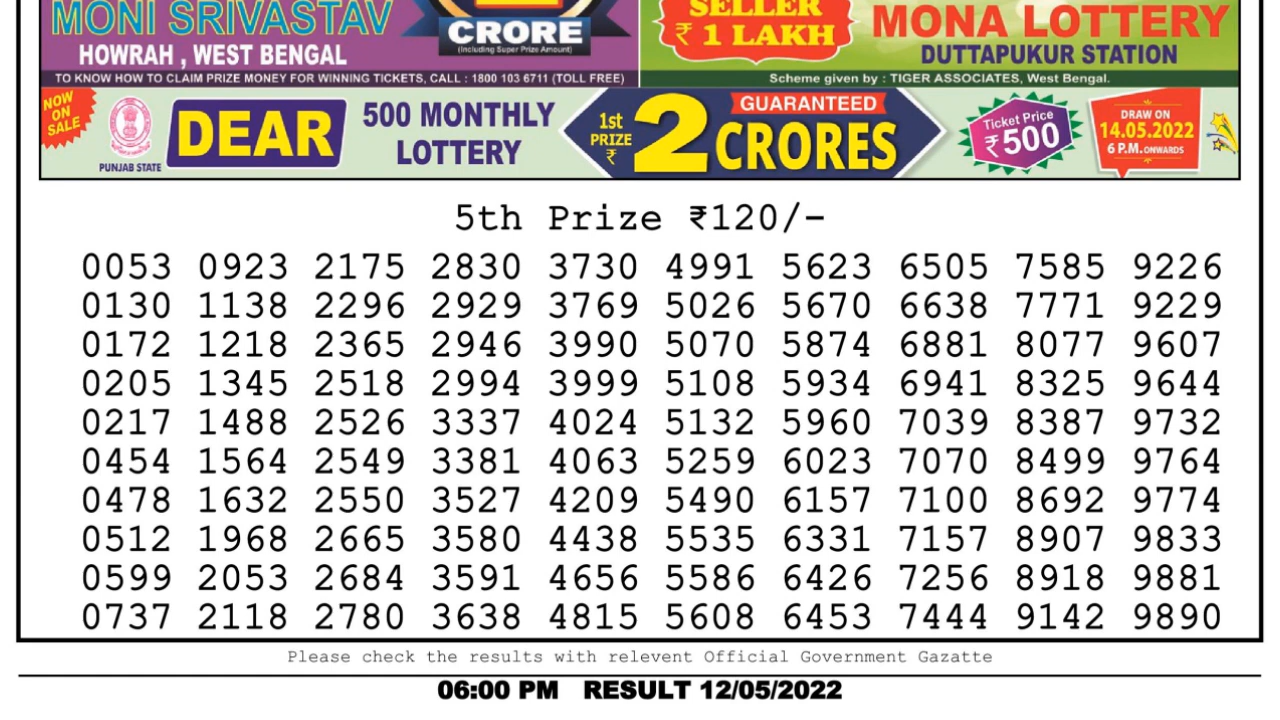 MONI SRIVASTAV
HOWRAH , WEST BENGAL
CRORE
(Including Super Prize Amount)
SELLER
₹ 1 LAKH
MONA LOTTERY
DUTTAPUKUR STATION
TO KNOW HOW TO CLAIM PRIZE MONEY FOR WINNING TICKETS, CALL : 1800 103 6711 (TOLL FREE)
Scheme given by : TIGER ASSOCIATES, West Bengal.
NOW
ON
SALE
PUNJAB STATE
DEAR
500 MONTHLY
LOTTERY
1st
PRIZE
₹
2
GUARANTEED
CRORES
Ticket Price
₹500
DRAW ON
14.05.2022
6 P.M. ONWARDS
5th Prize ₹120/-
0053 0923 2175 2830 3730 4991 5623 6505 7585 9226
0130 1138 2296 2929 3769 5026 5670 6638 7771 9229
0172 1218 2365 2946 3990 5070 5874 6881 8077 9607
0205 1345 2518 2994 3999 5108 5934 6941 8325 9644
0217 1488 2526 3337 4024 5132 5960 7039 8387 9732
0454 1564 2549 3381 4063 5259 6023 7070 8499 9764
0478 1632 2550 3527 4209 5490 6157 7100 8692 9774
0512 1968 2665 3580 4438 5535 6331 7157 8907 9833
0599 2053 2684 3591 4656 5586 6426 7256 8918 9881
0737 2118 2780 3638 4815 5608 6453 7444 9142 9890
Please check the results with relevent Official Government Gazatte
06:00 PM RESULT 12/05/2022